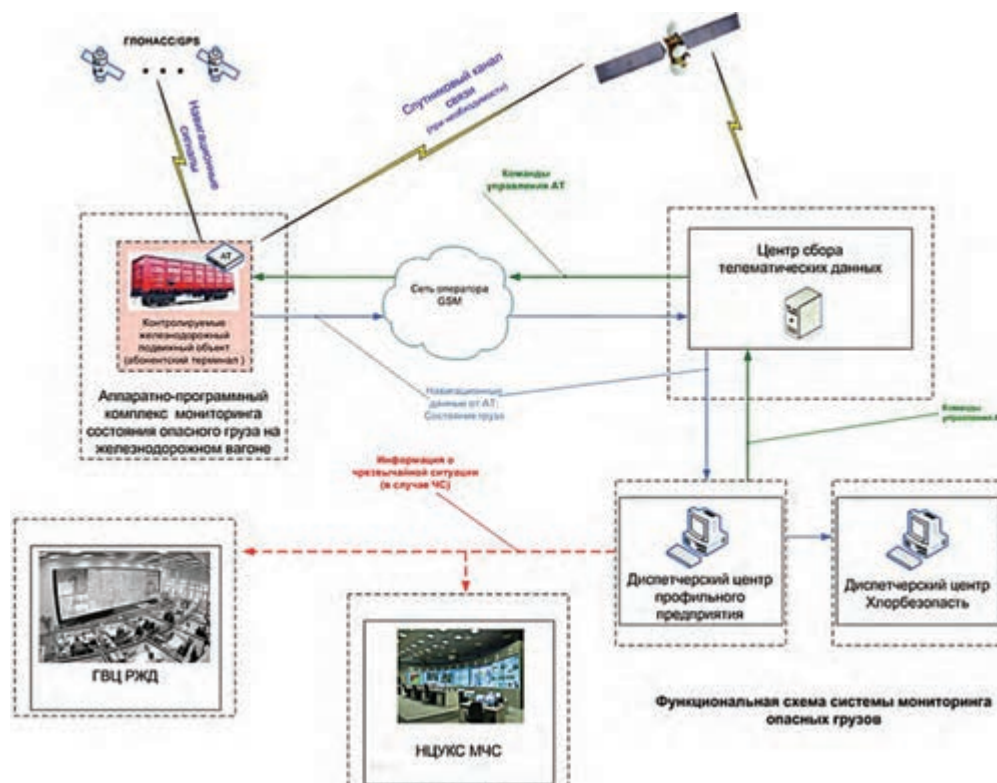 ГЛОНАСС/GPS
Навигационные
сигналы
Спутниковый канал
связи
(при необходимости)
Команды
управления АТ
АТ
Контролируемые
железнодорожный
подвижный объект
(абонентский терминал )
Аппаратно-программный
комплекс мониторинга
состояния опасного груза на
железнодорожном вагоне
Сеть оператора
GSM
Центр сбора
телематических данных
Навигационные
данные от АТ;
Состояние груза
Команды
управления
Информация о
чрезвычайной ситуации
(в случае ЧС)
Диспетчерский центр
профильного
предприятия
Диспетчерский центр
Хлорбезопасть
ГВЦ РЖД
НЦУКС МЧС
Функциональная схема системы мониторинга
опасных грузов